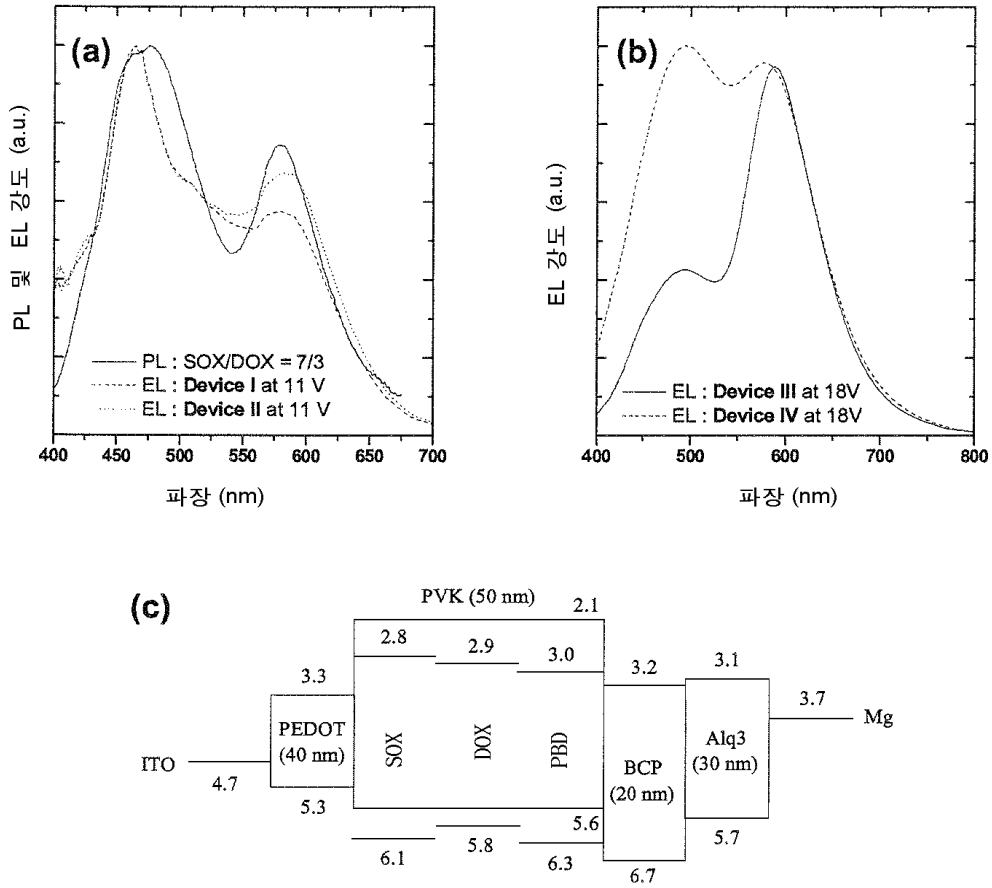 (a)
PL 및 EL 강도 (a.u.)
PL : SOX/DOX = 7/3
EL : Device I at 11 V
EL : Device II at 11 V
400 450 500 550 600 650 700
파장 (nm)
(b)
EL 강도 (a.u.)
EL : Device III at 18V
EL : Device IV at 18V
400 500 600 700 800
파장 (nm)
(c)
PVK (50 nm)
2.1
2.8
2.9
3.0
3.3
3.2
3.1
3.7
Mg
PEDOT
(40 nm)
SOX
DOX
PBD
BCP
(20 nm)
Alq3
(30 nm)
ITO
4.7
5.3
5.6
5.7
6.1
5.8
6.3
6.7